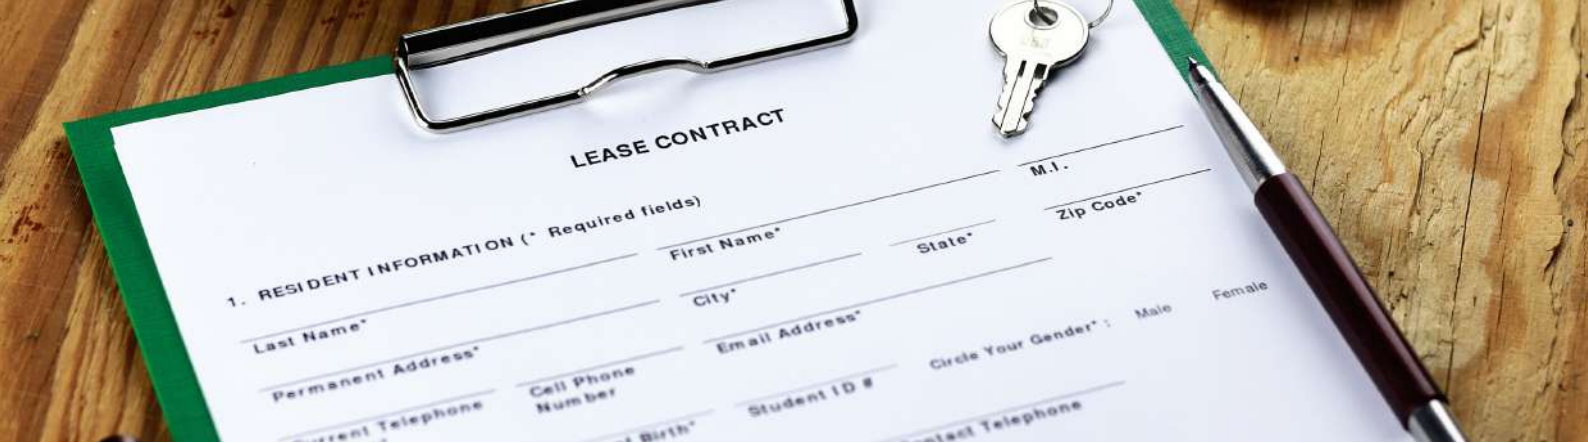 LEASE CONTRACT
1. RESIDENT INFORMATION (* Required fields)
Last Name* First Name* M.I.
Permanent Address* City* State* Zip Code*
Cell Phone Email Address*
Number
Telephone Student ID # Circle Your Gender* : Male Female
Birth* Telephone